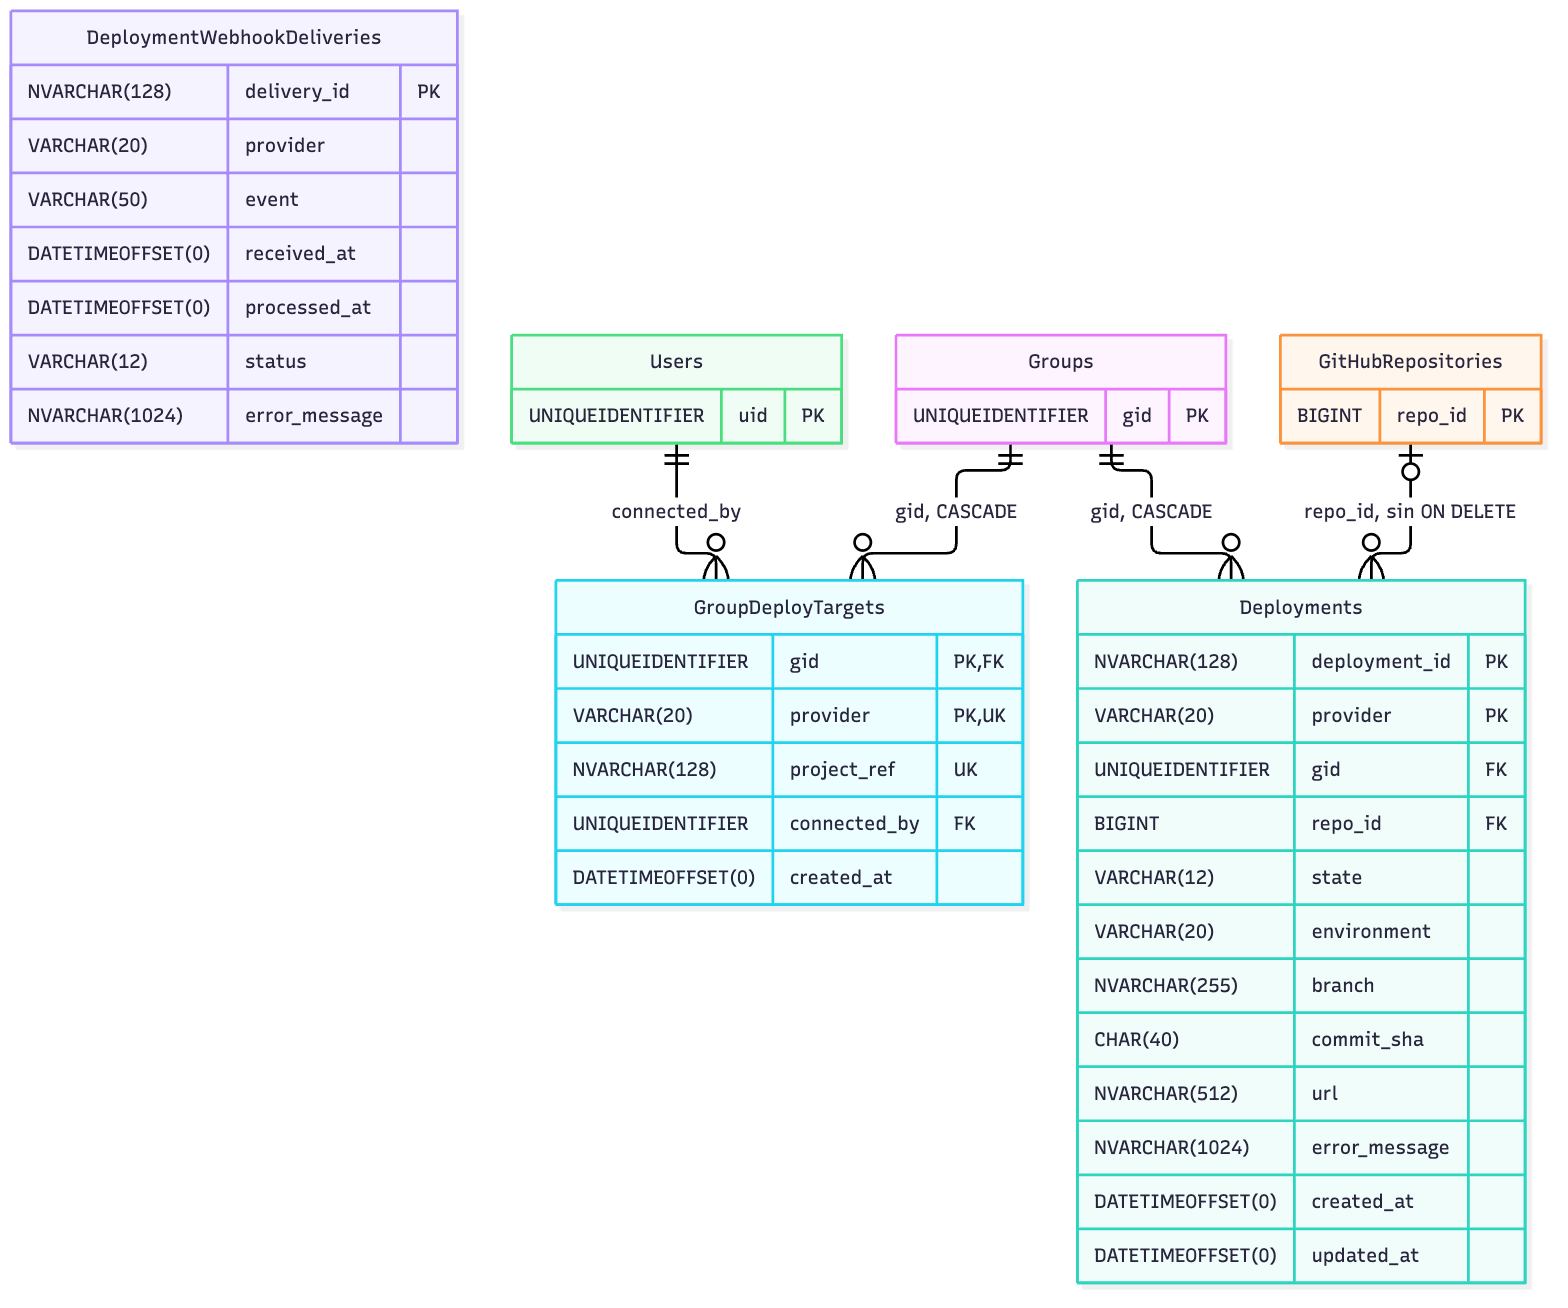 DeploymentWebhookDeliveries
NVARCHAR(128) delivery_id PK
VARCHAR(20) provider
VARCHAR(50) event
DATETIMEOFFSET(0) received_at
DATETIMEOFFSET(0) processed_at
VARCHAR(12) status
NVARCHAR(1024) error_message
Users
UNIQUEIDENTIFIER uid PK
Groups
UNIQUEIDENTIFIER gid PK
GitHubRepositories
BIGINT repo_id PK
connected_by
gid, CASCADE
gid, CASCADE
repo_id, sin ON DELETE
GroupDeployTargets
UNIQUEIDENTIFIER gid PK,FK
VARCHAR(20) provider PK,UK
NVARCHAR(128) project_ref UK
UNIQUEIDENTIFIER connected_by FK
DATETIMEOFFSET(0) created_at
Deployments
NVARCHAR(128) deployment_id PK
VARCHAR(20) provider PK
UNIQUEIDENTIFIER gid FK
BIGINT repo_id FK
VARCHAR(12) state
VARCHAR(20) environment
NVARCHAR(255) branch
CHAR(40) commit_sha
NVARCHAR(512) url
NVARCHAR(1024) error_message
DATETIMEOFFSET(0) created_at
DATETIMEOFFSET(0) updated_at